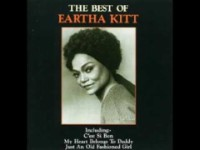 THE BEST OF
EARTHA KITT
Including-
C'est Si Bon
My Heart Belongs To Daddy
Just An Old Fashioned Girl